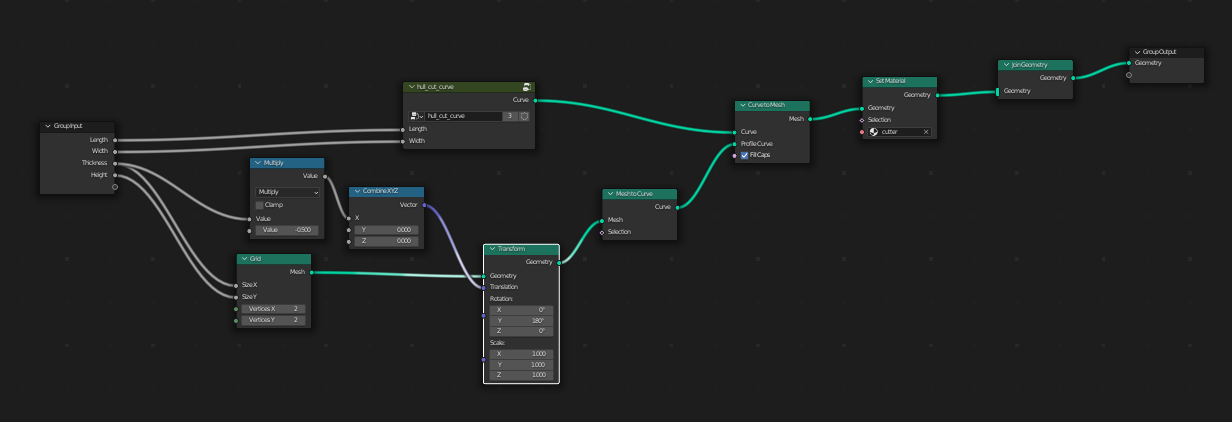 Group Input
Length
Width
Thickness
Height
Multiply
Value
Multiply
Clamp
Value
Value -0.500
Grid
Mesh
Size X
Size Y
Vertices X 2
Vertices Y 2
Combine XYZ
Vector
X
Y 0.000
Z 0.000
hull_cut_curve
Curve
hull_cut_curve 3
Length
Width
Transform
Geometry
Geometry
Translation
Rotation:
X 0°
Y 180°
Z 0°
Scale:
X 1.000
Y 1.000
Z 1.000
Mesh to Curve
Curve
Mesh
Selection
Curve to Mesh
Mesh
Curve
Profile Curve
Fill Caps
Set Material
Geometry
Geometry
Selection
cutter
Join Geometry
Geometry
Geometry
Group Output
Geometry